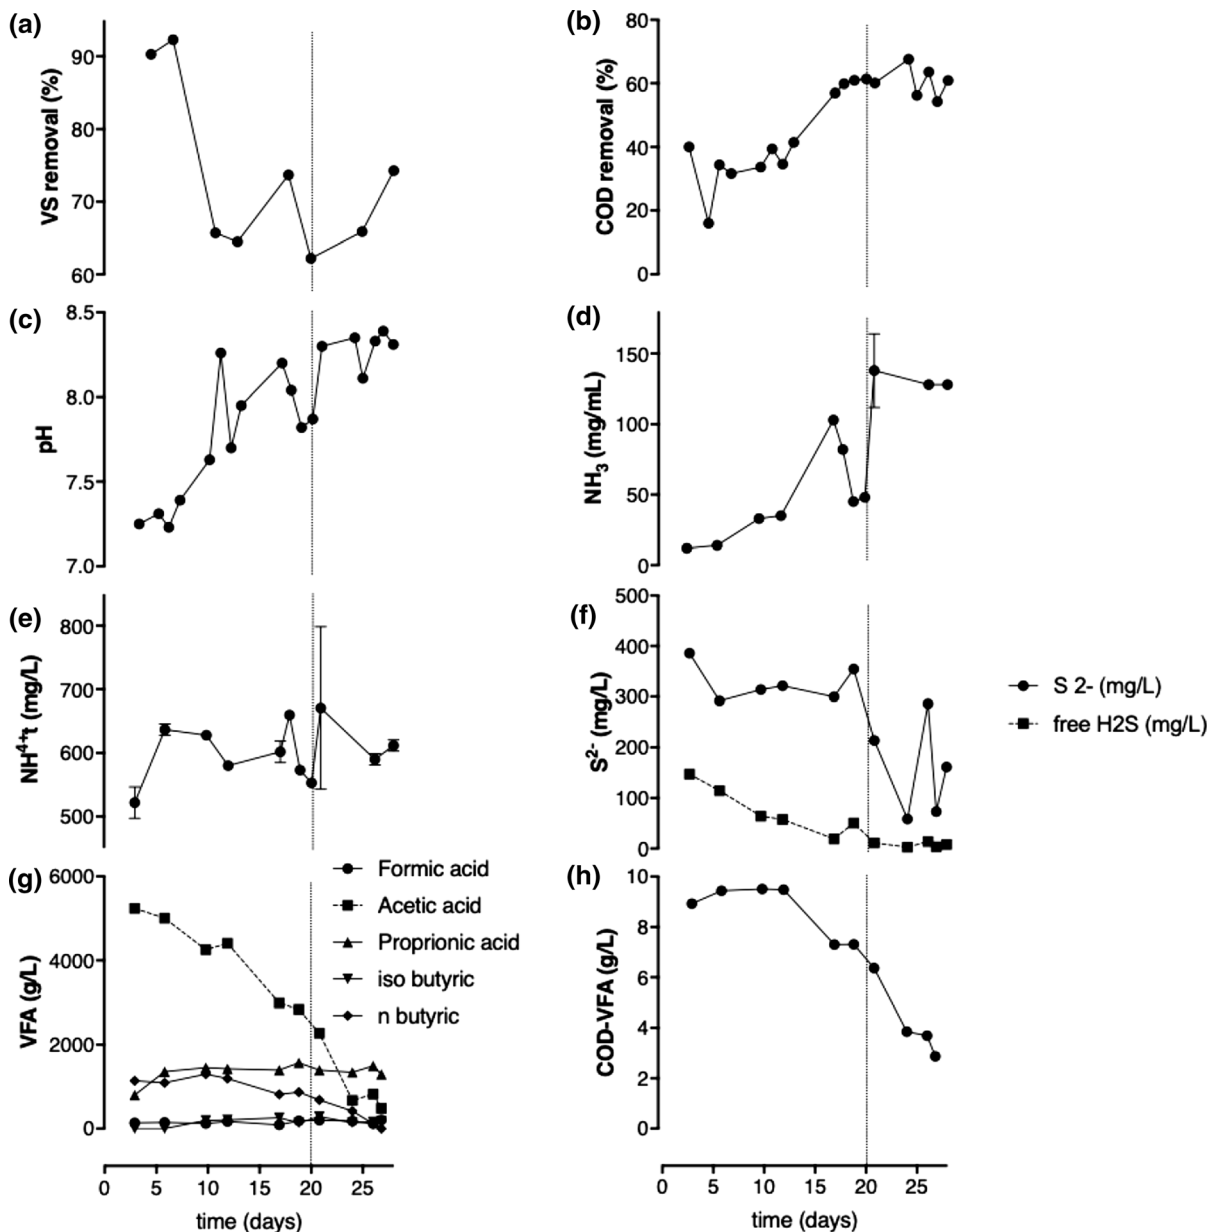 (a)
VS removal (%)
90
80
70
60
(b)
COD removal (%)
80
60
40
20
0
(c)
pH
8.5
8.0
7.5
7.0
(d)
NH3 (mg/mL)
150
100
50
0
(e)
NH4+t (mg/L)
800
700
600
500
(f)
S2- (mg/L)
500
400
300
200
100
0
S 2- (mg/L)
free H2S (mg/L)
(g)
VFA (g/L)
6000
4000
2000
0
Formic acid
Acetic acid
Proprionic acid
iso butyric
n butyric
0 5 10 15 20 25
time (days)
(h)
COD-VFA (g/L)
10
8
6
4
2
0
0 5 10 15 20 25
time (days)